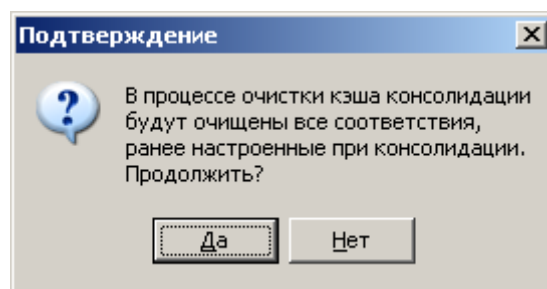 Подтверждение
В процессе очистки кэша консолидации
будут очищены все соответствия,
ранее настроенные при консолидации.
Продолжить?
Да
Нет